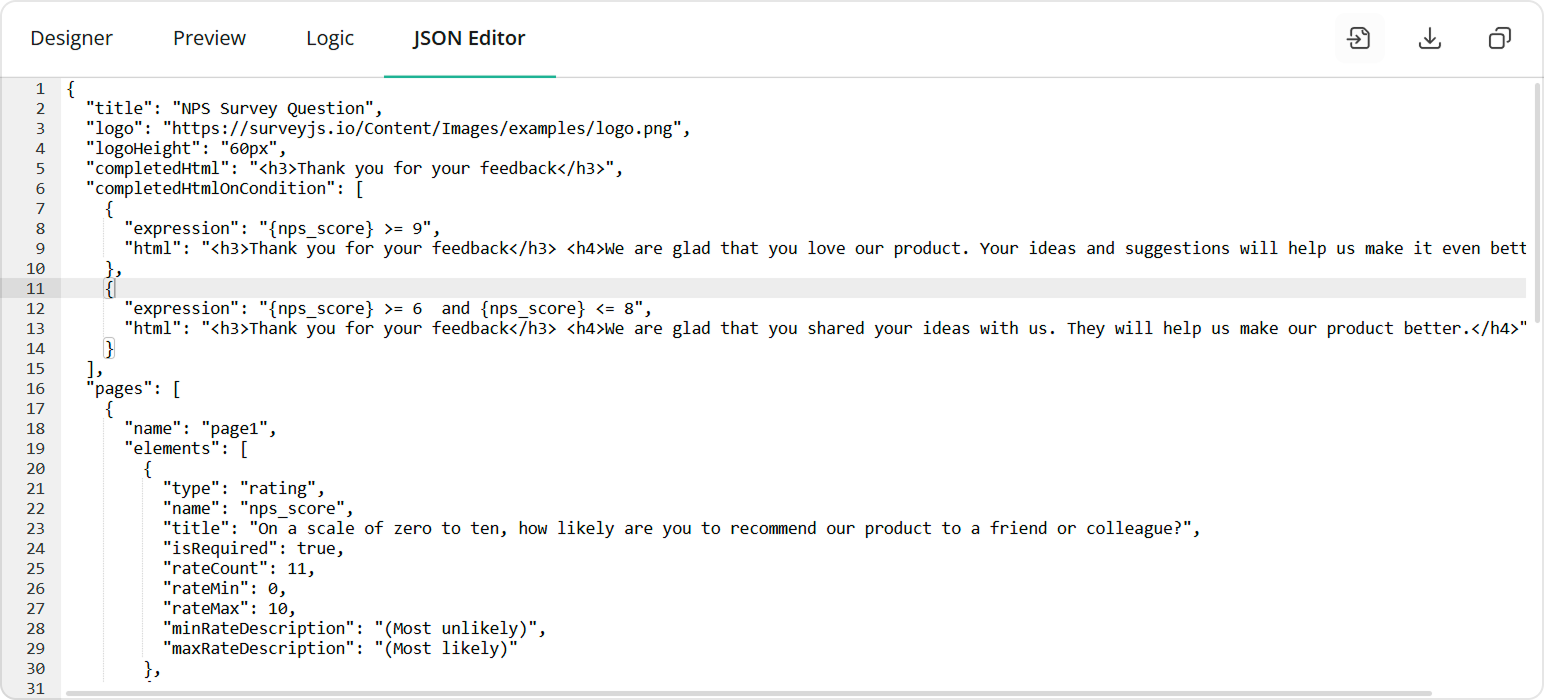 Designer Preview Logic JSON Editor
1 {
2   "title": "NPS Survey Question",
3   "logo": "https://surveyjs.io/Content/Images/examples/logo.png",
4   "logoHeight": "60px",
5   "completedHtml": "<h3>Thank you for your feedback</h3>",
6   "completedHtmlOnCondition": [
7     {
8       "expression": "{nps_score} >= 9",
9       "html": "<h3>Thank you for your feedback</h3> <h4>We are glad that you love our product. Your ideas and suggestions will help us make it even bett
10     },
11     {
12       "expression": "{nps_score} >= 6  and {nps_score} <= 8",
13       "html": "<h3>Thank you for your feedback</h3> <h4>We are glad that you shared your ideas with us. They will help us make our product better.</h4>"
14     }
15   ],
16   "pages": [
17     {
18       "name": "page1",
19       "elements": [
20         {
21           "type": "rating",
22           "name": "nps_score",
23           "title": "On a scale of zero to ten, how likely are you to recommend our product to a friend or colleague?",
24           "isRequired": true,
25           "rateCount": 11,
26           "rateMin": 0,
27           "rateMax": 10,
28           "minRateDescription": "(Most unlikely)",
29           "maxRateDescription": "(Most likely)"
30         },
31